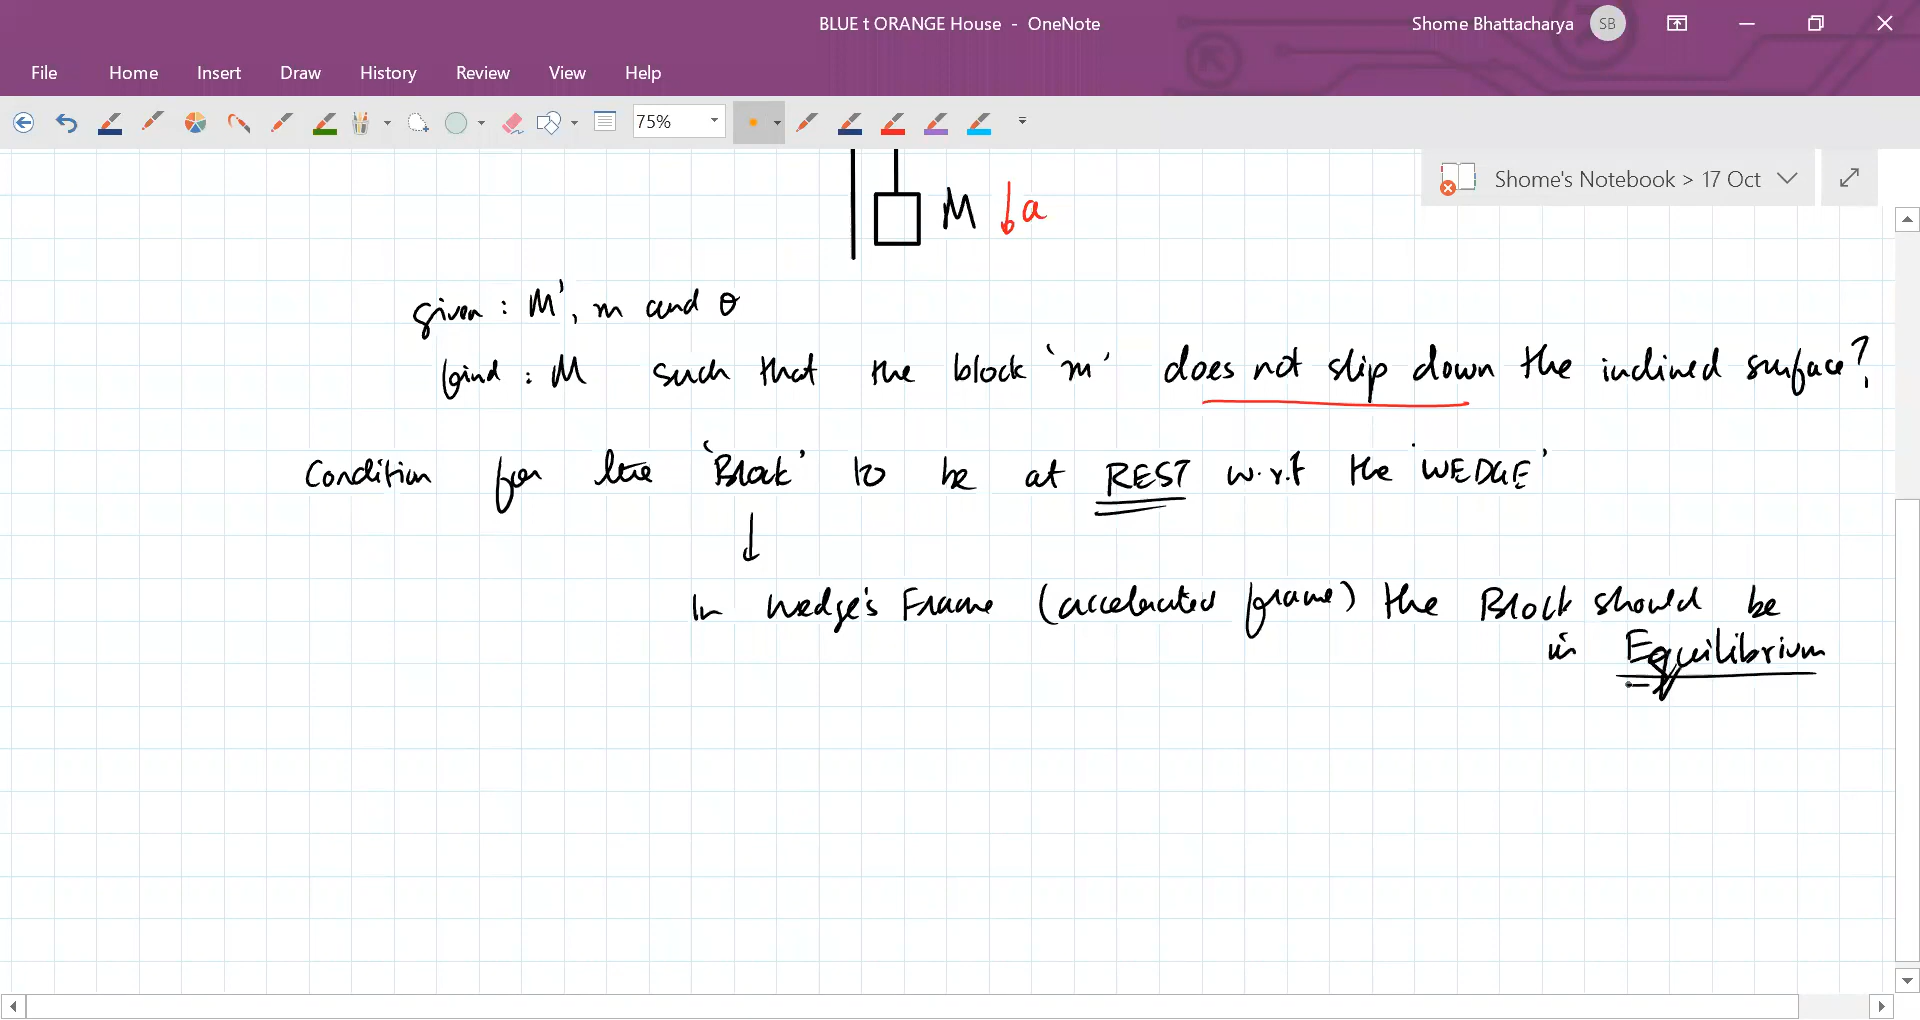 BLUE t ORANGE House - OneNote
Shome Bhattacharya
SB
File Home Insert Draw History Review View Help
75%
Shome's Notebook > 17 Oct
M ↓a
given : M', m and θ
find : M such that the block 'm' does not slip down the inclined surface?
Condition for the 'Block' to be at REST w.r.t the 'WEDGE'
↓
In wedge's Frame (accelerated frame) the Block should be
in Equilibrium